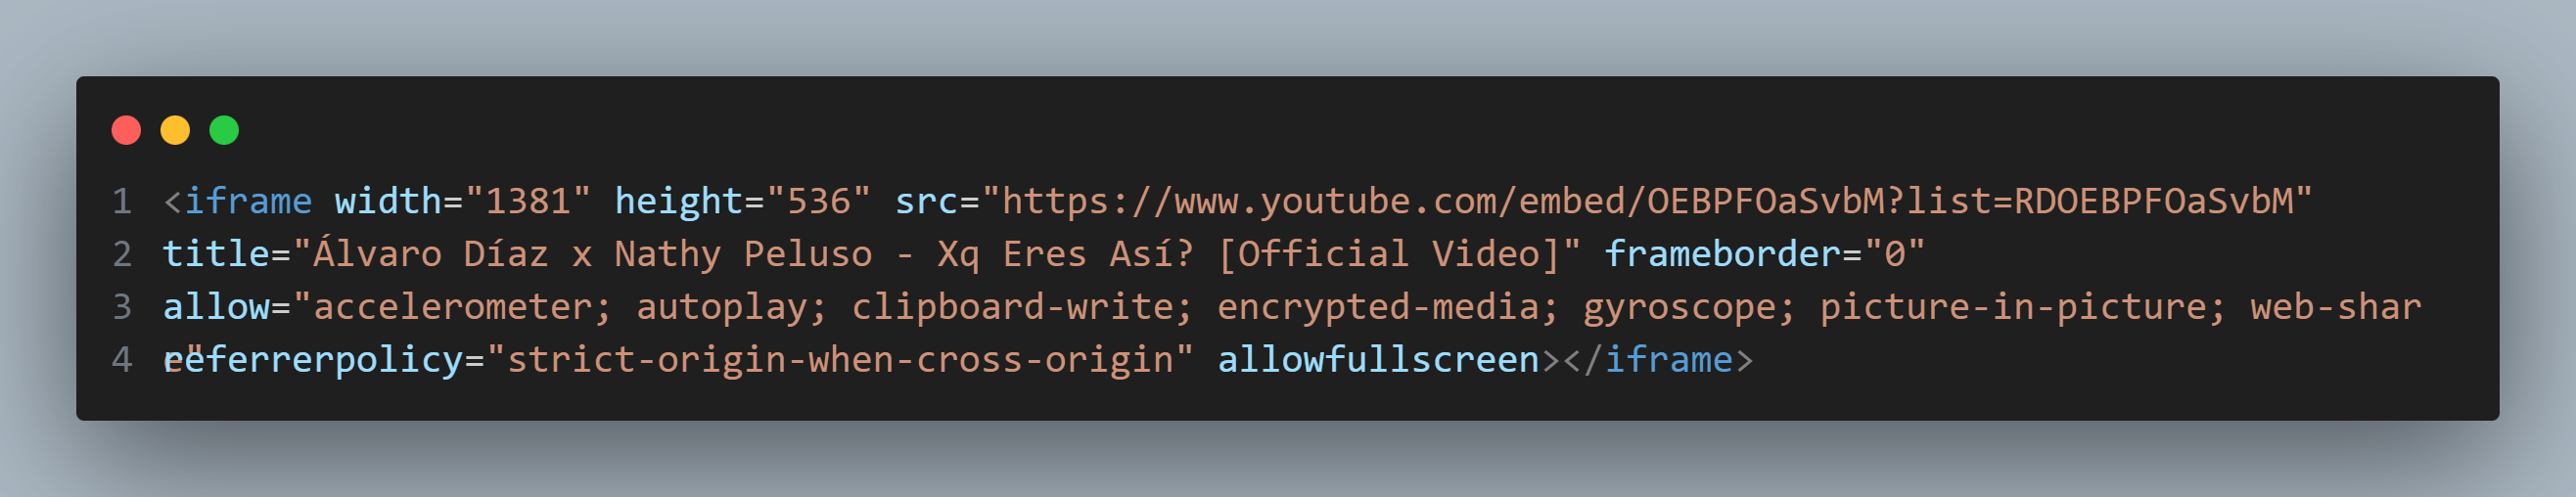 1 <iframe width="1381" height="536" src="https://www.youtube.com/embed/OEBPFOaSvbM?list=RDOEBPFOaSvbM"
2 title="Álvaro Díaz x Nathy Peluso - Xq Eres Así? [Official Video]" frameborder="0"
3 allow="accelerometer; autoplay; clipboard-write; encrypted-media; gyroscope; picture-in-picture; web-shar
e"
4 referrerpolicy="strict-origin-when-cross-origin" allowfullscreen></iframe>